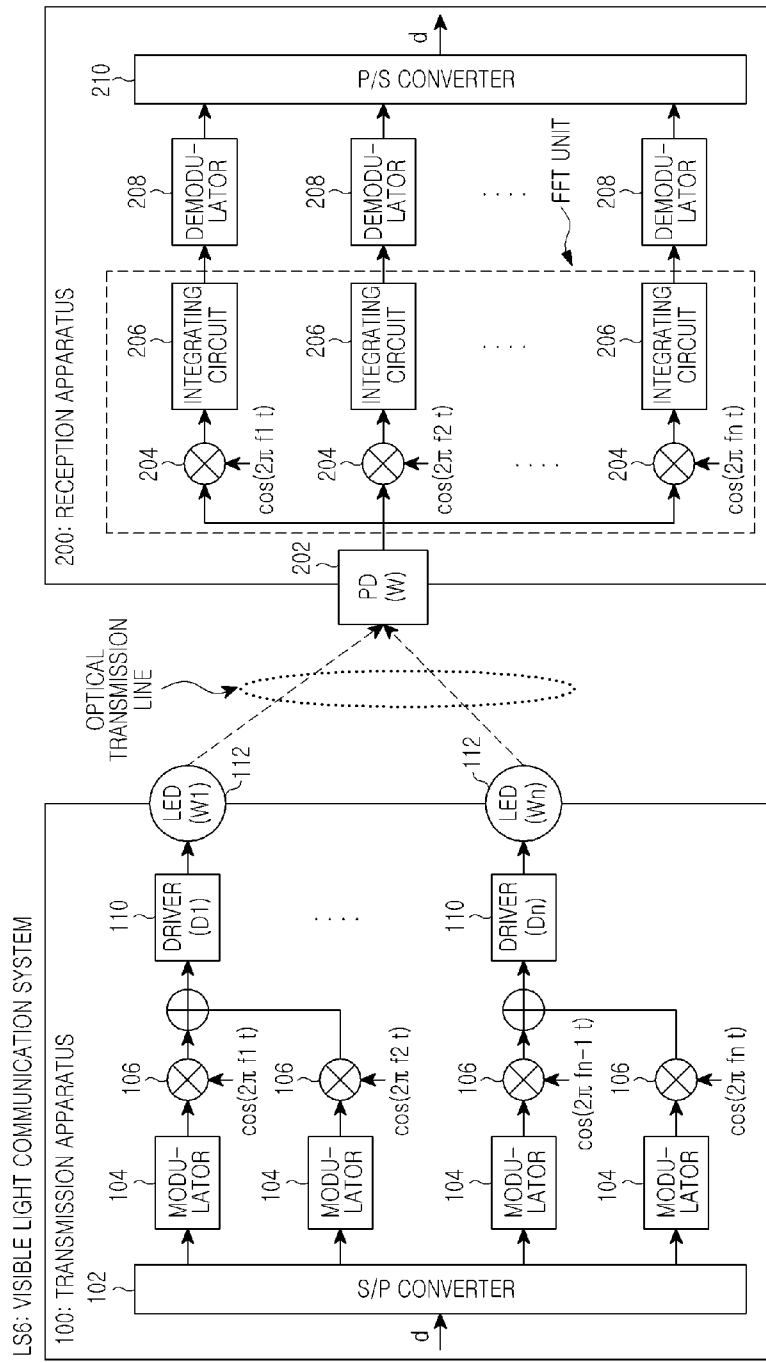 LS6: VISIBLE LIGHT COMMUNICATION SYSTEM
100: TRANSMISSION APPARATUS
d
102
S/P CONVERTER
104
MODU-
LATOR
106
cos(2π f1 t)
104
MODU-
LATOR
106
cos(2π f2 t)
110
DRIVER
(D1)
LED
(W1)
112
. . . .
104
MODU-
LATOR
106
cos(2π fn-1 t)
104
MODU-
LATOR
106
cos(2π fn t)
110
DRIVER
(Dn)
LED
(Wn)
112
OPTICAL
TRANSMISSION
LINE
200: RECEPTION APPARATUS
202
PD
(W)
204
cos(2π f1 t)
206
INTEGRATING
CIRCUIT
208
DEMODU-
LATOR
204
cos(2π f2 t)
206
INTEGRATING
CIRCUIT
208
DEMODU-
LATOR
. . . .
. . . .
. . . .
FFT UNIT
204
cos(2π fn t)
206
INTEGRATING
CIRCUIT
208
DEMODU-
LATOR
210
P/S CONVERTER
d